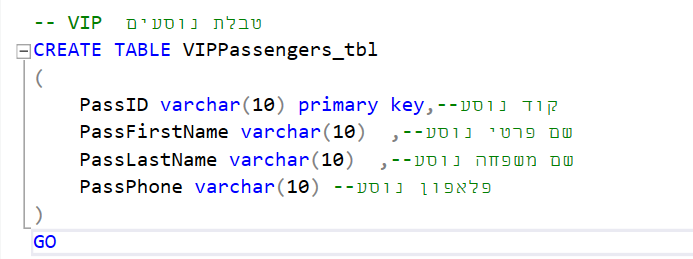 -- VIP טבלת נוסעים
CREATE TABLE VIPPassengers_tbl
(
PassID varchar(10) primary key,--קוד נוסע
PassFirstName varchar(10)  ,--שם פרטי נוסע
PassLastName varchar(10)  ,--שם משפחה נוסע
PassPhone varchar(10) --פלאפון נוסע
)
GO